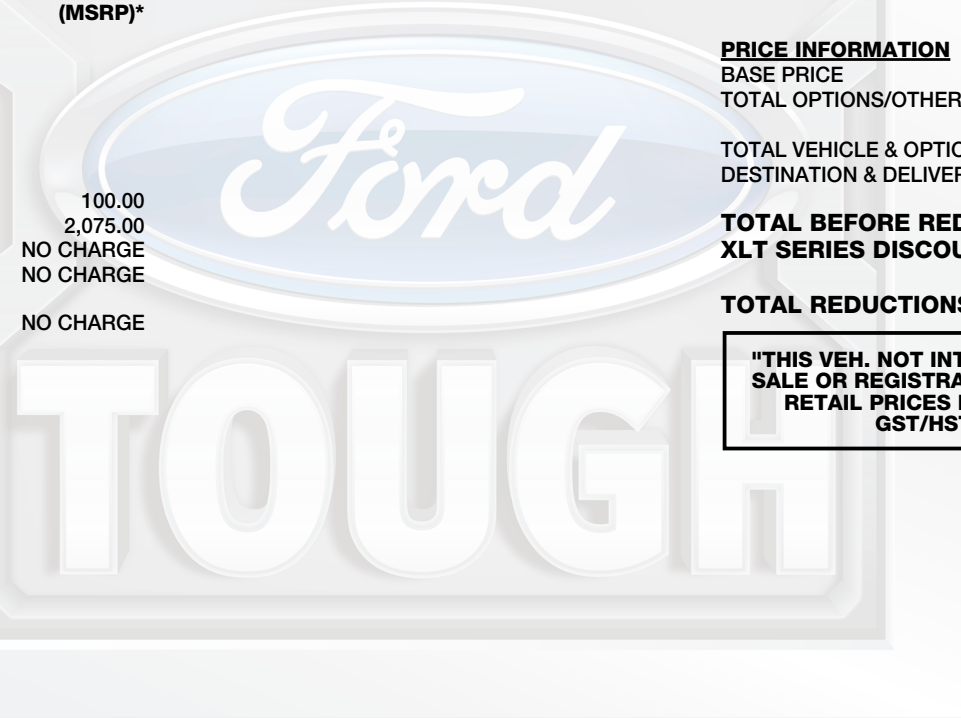 (MSRP)*
100.00
2,075.00
NO CHARGE
NO CHARGE
NO CHARGE
PRICE INFORMATION
BASE PRICE
TOTAL OPTIONS/OTHER
TOTAL VEHICLE & OPTIO
DESTINATION & DELIVER
TOTAL BEFORE RED
XLT SERIES DISCOU
TOTAL REDUCTIONS
"THIS VEH. NOT INT
SALE OR REGISTRA
RETAIL PRICES
GST/HST
Ford
TOUGH